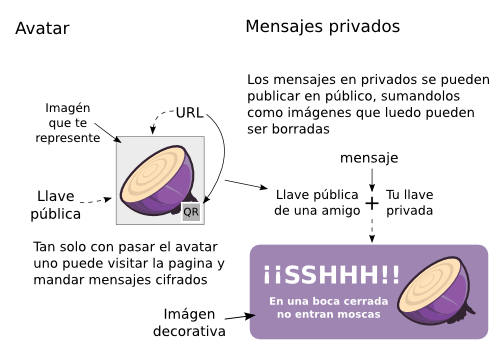 Avatar
Mensajes privados
Los mensajes en privados se pueden
publicar en público, sumandolos
como imágenes que luedo pueden
ser borradas
Imagén
que te
represente
URL
QR
Llave
pública
mensaje
Llave pública
de una amigo
+
Tu llave
privada
Tan solo con pasar el avatar
uno puede visitar la pagina y
mandar mensajes cifrados
¡¡SSHHH!!
En una boca cerrada
no entran moscas
Imágen
decorativa